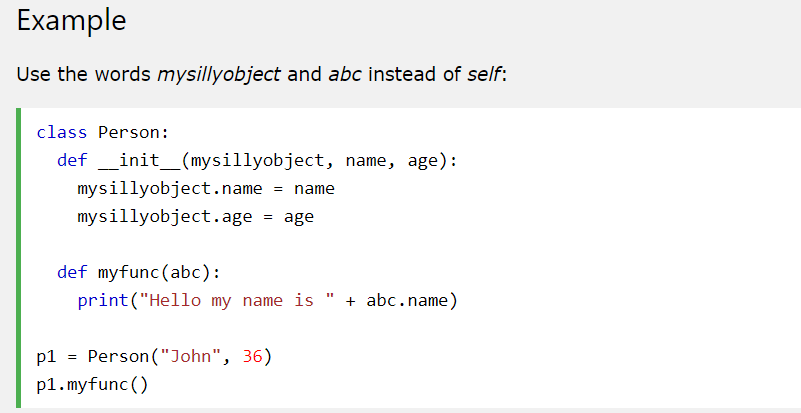 Example
Use the words mysillyobject and abc instead of self:
class Person:
  def __init__(mysillyobject, name, age):
    mysillyobject.name = name
    mysillyobject.age = age
  def myfunc(abc):
    print("Hello my name is " + abc.name)
p1 = Person("John", 36)
p1.myfunc()